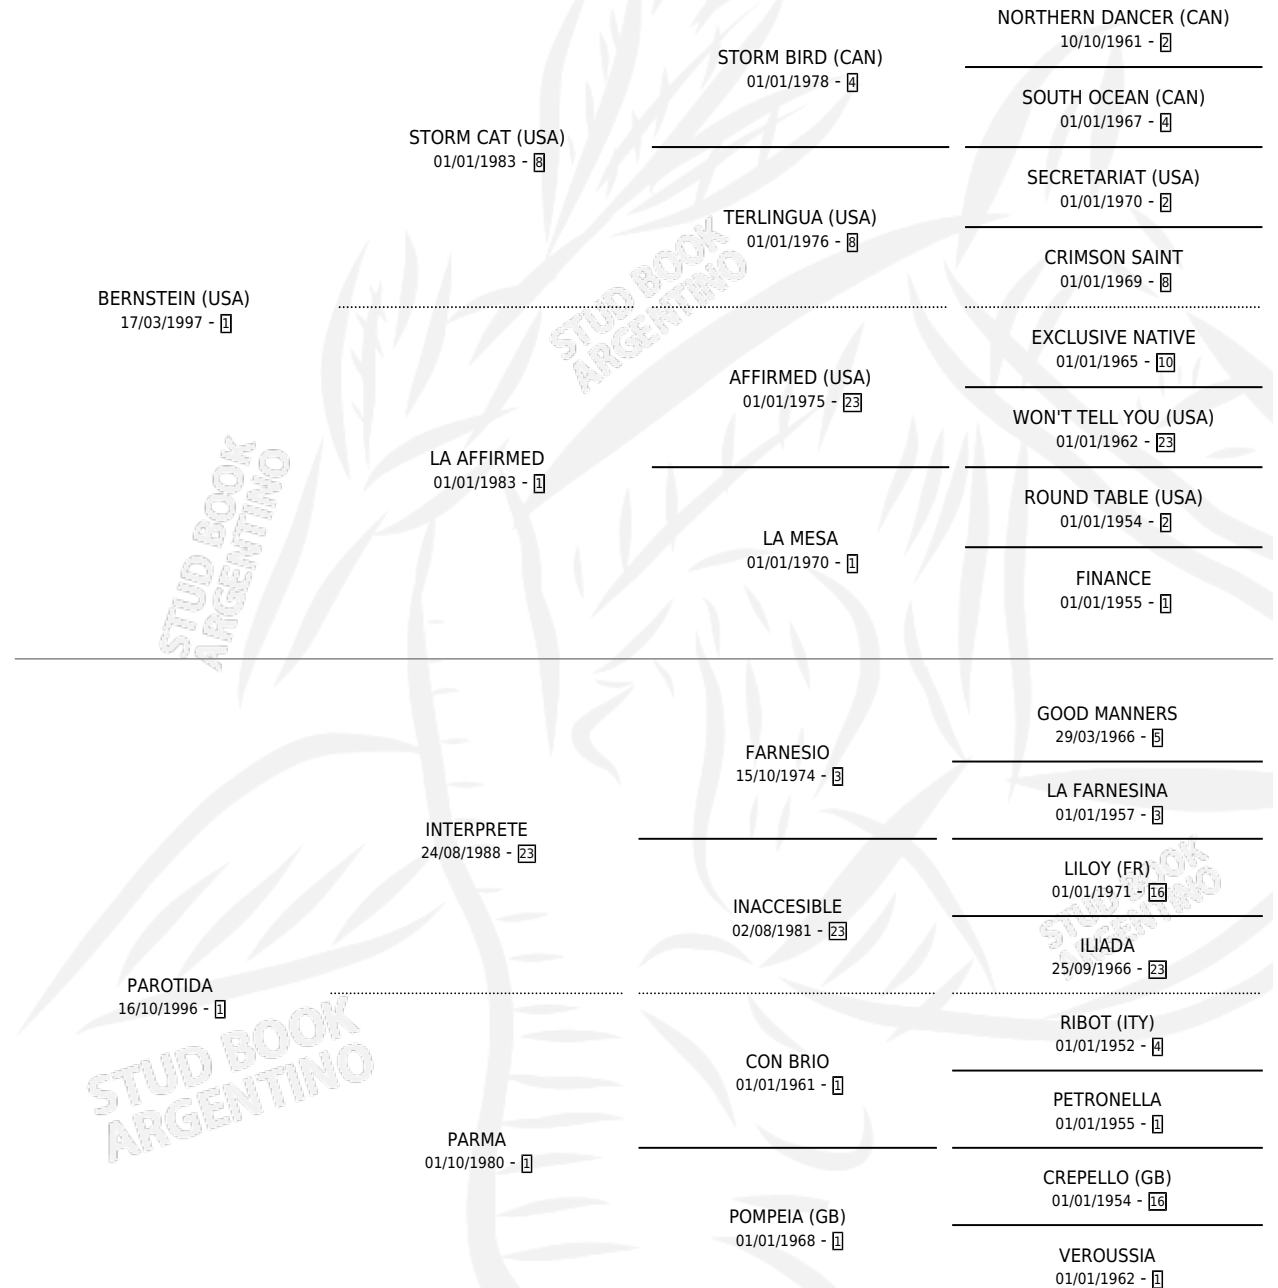 NORTHERN DANCER (CAN)
10/10/1961 - 2
STORM BIRD (CAN)
01/01/1978 - 4
SOUTH OCEAN (CAN)
01/01/1967 - 4
STORM CAT (USA)
01/01/1983 - 8
SECRETARIAT (USA)
01/01/1970 - 2
TERLINGUA (USA)
01/01/1976 - 8
CRIMSON SAINT
01/01/1969 - 8
BERNSTEIN (USA)
17/03/1997 - 1
STUD BOOK
ARGENTINO
EXCLUSIVE NATIVE
01/01/1965 - 10
AFFIRMED (USA)
01/01/1975 - 23
WON'T TELL YOU (USA)
01/01/1962 - 23
LA AFFIRMED
01/01/1983 - 1
ROUND TABLE (USA)
01/01/1954 - 2
LA MESA
01/01/1970 - 1
FINANCE
01/01/1955 - 1
STUD BOOK
ARGENTINO
GOOD MANNERS
29/03/1966 - 5
FARNESIO
15/10/1974 - 3
LA FARNESINA
01/01/1957 - 3
INTERPRETE
24/08/1988 - 23
LILOY (FR)
01/01/1971 - 16
INACCESIBLE
02/08/1981 - 23
STUD BOOK
ARGENTINO
ILIADA
25/09/1966 - 23
PAROTIDA
16/10/1996 - 1
RIBOT (ITY)
01/01/1952 - 4
CON BRIO
01/01/1961 - 1
PETRONELLA
01/01/1955 - 1
STUD BOOK
ARGENTINO
PARMA
01/10/1980 - 1
CREPELLO (GB)
01/01/1954 - 16
POMPEIA (GB)
01/01/1968 - 1
VEROUSSIA
01/01/1962 - 1